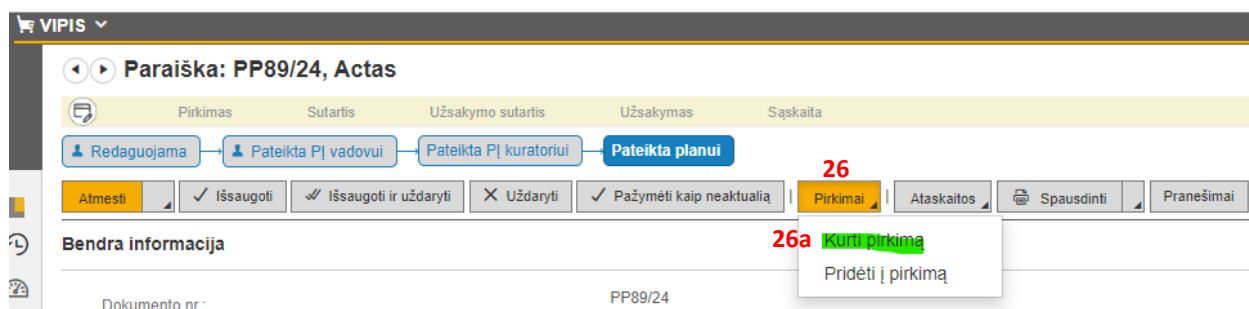 VIPIS
Paraiška: PP89/24, Actas
Pirkimas Sutartis Užsakymo sutartis Užsakymas Sąskaita
Redaguojama Pateikta PĮ vadovui Pateikta PĮ kuratoriui Pateikta planui
26
Atmesti Išsaugoti Išsaugoti ir uždaryti Uždaryti Pažymėti kaip neaktualią Pirkimai Ataskaitos Spausdinti Pranešimai
Bendra informacija
26a Kurti pirkimą
Pridėti į pirkimą
Dokumento nr.: PP89/24